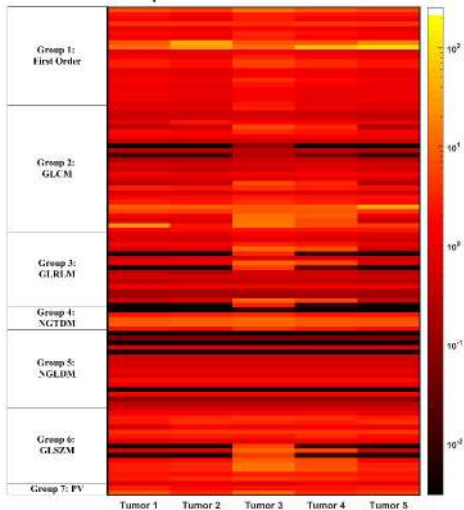 Group 1:
First Order
Group 2:
GLCM
Group 3:
GLRLM
Group 4:
NGTDM
Group 5:
NGLDM
Group 6:
GLSZM
Group 7: PV
Tumor 1 Tumor 2 Tumor 3 Tumor 4 Tumor 5
10²
10¹
10⁰
10⁻¹
10⁻²